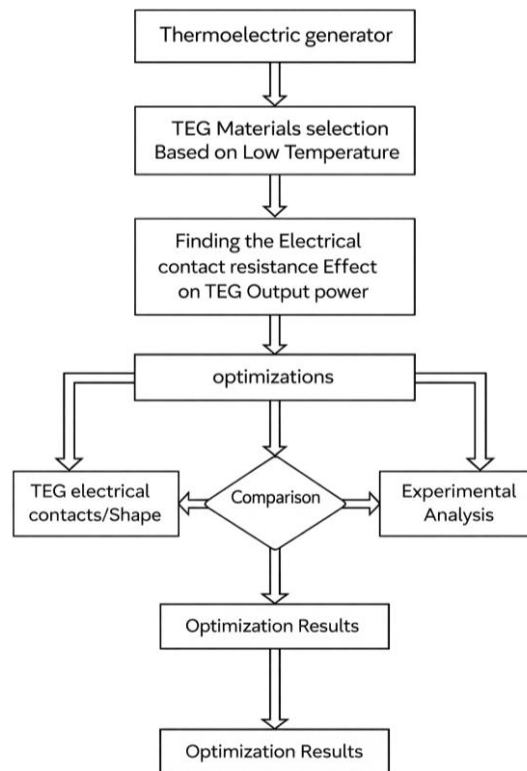 Thermoelectric generator
TEG Materials selection
Based on Low Temperature
Finding the Electrical
contact resistance Effect
on TEG Output power
optimizations
TEG electrical
contacts/Shape
Comparison
Experimental
Analysis
Optimization Results
Optimization Results